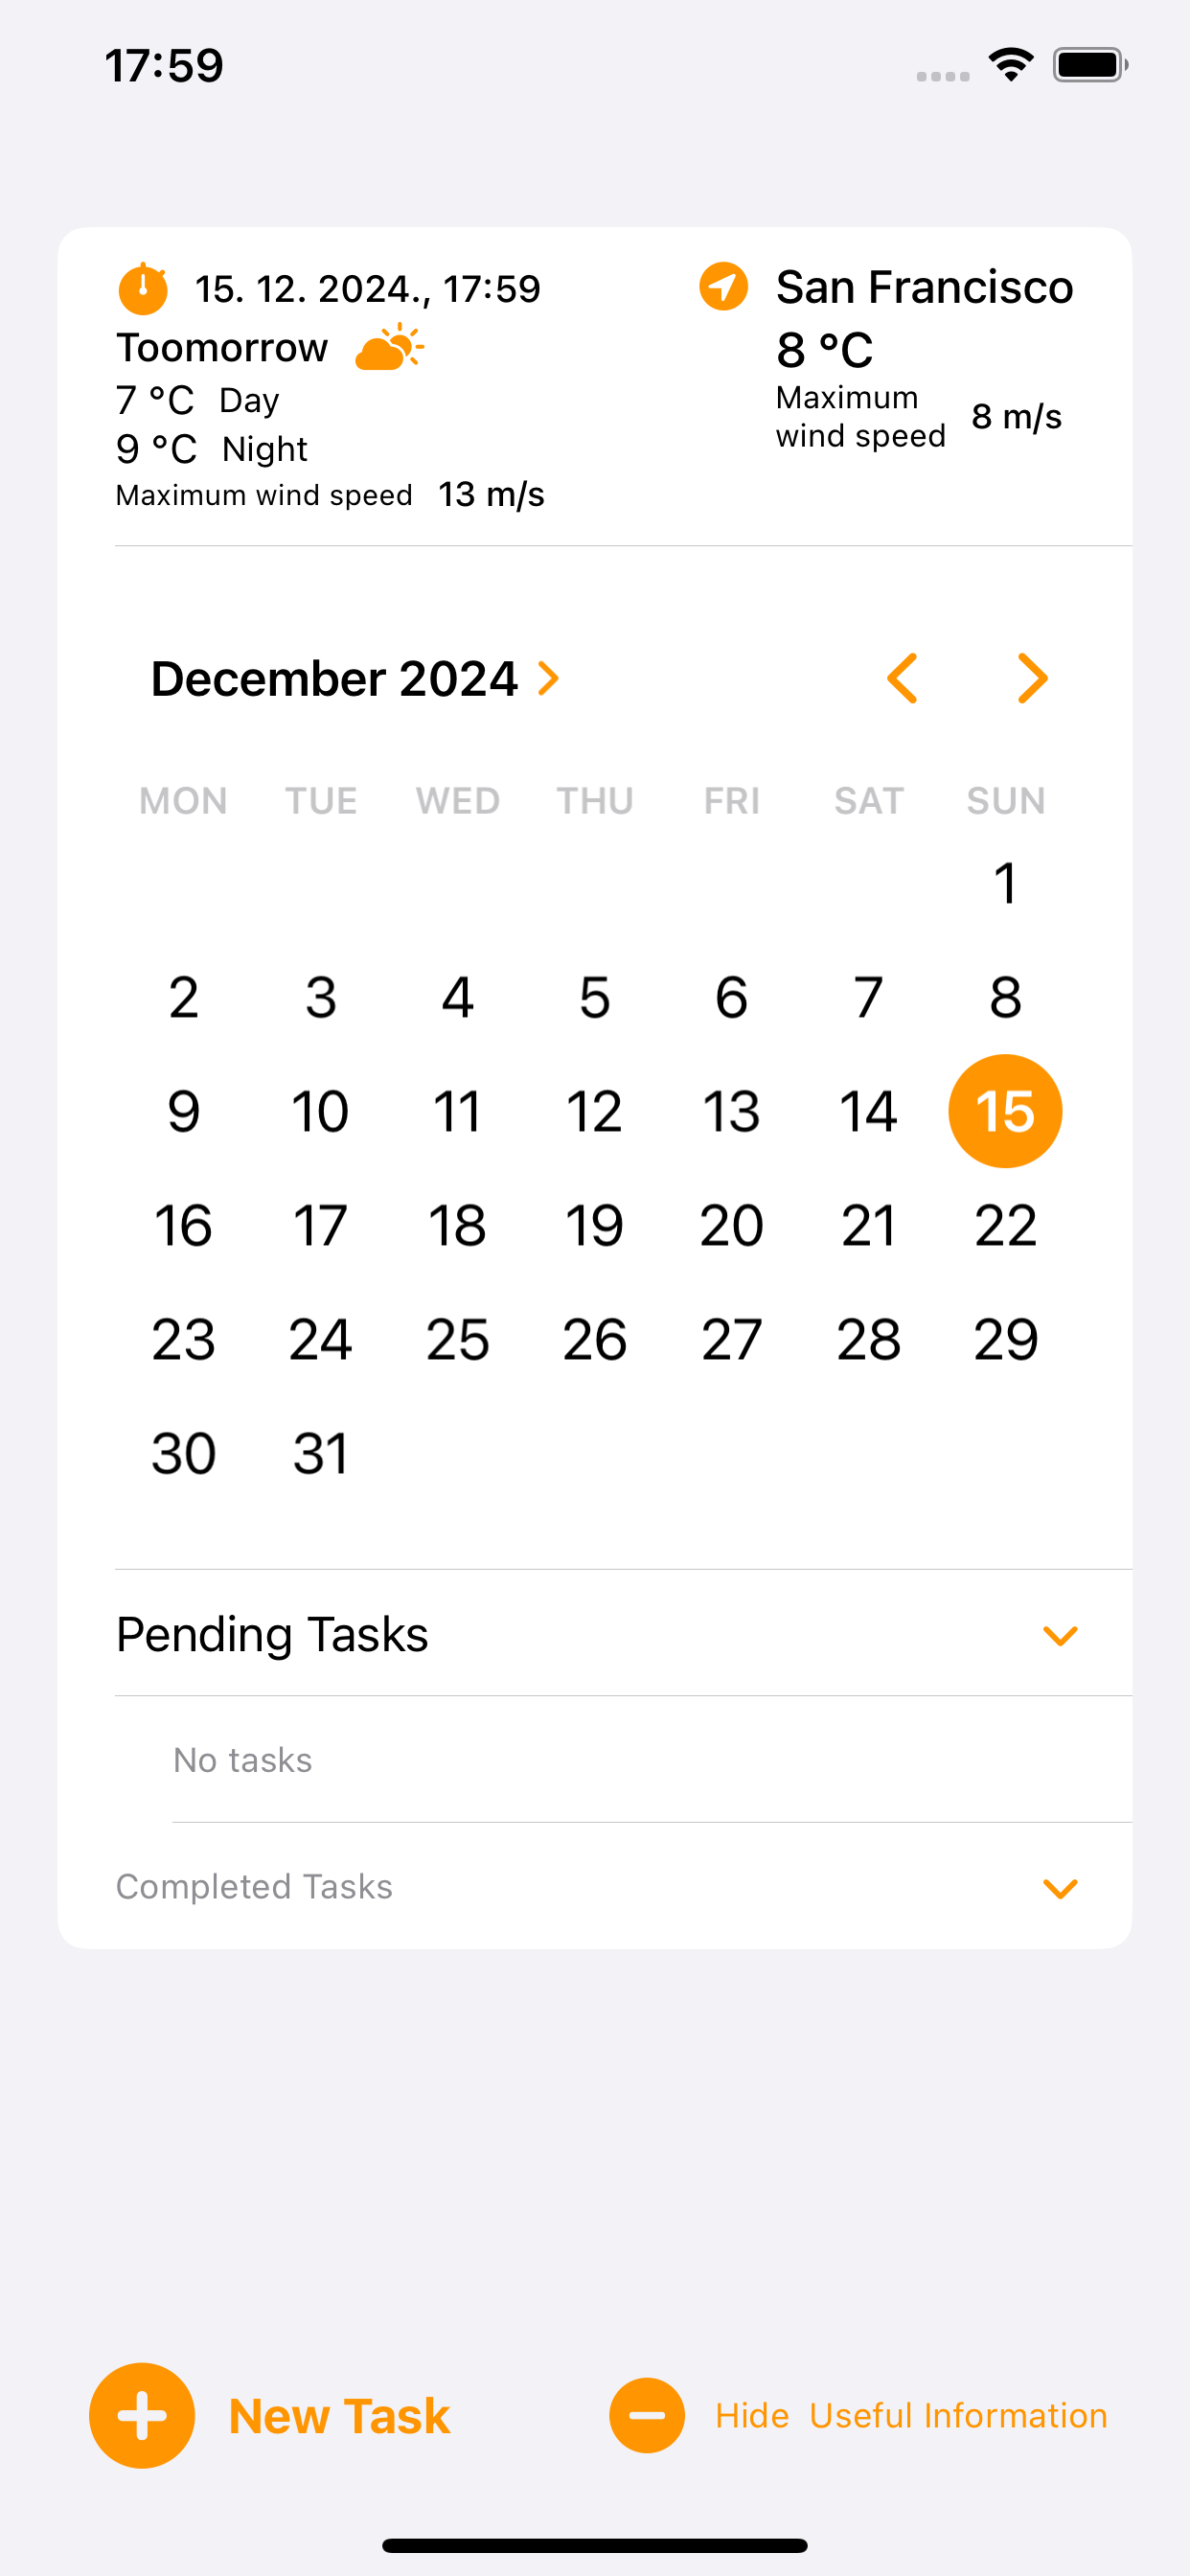 17:59
15. 12. 2024., 17:59
San Francisco
Toomorrow
8 °C
7 °C Day
Maximum
wind speed
8 m/s
9 °C Night
Maximum wind speed 13 m/s
December 2024
MON TUE WED THU FRI SAT SUN
1
2 3 4 5 6 7 8
9 10 11 12 13 14 15
16 17 18 19 20 21 22
23 24 25 26 27 28 29
30 31
Pending Tasks
No tasks
Completed Tasks
New Task
Hide Useful Information